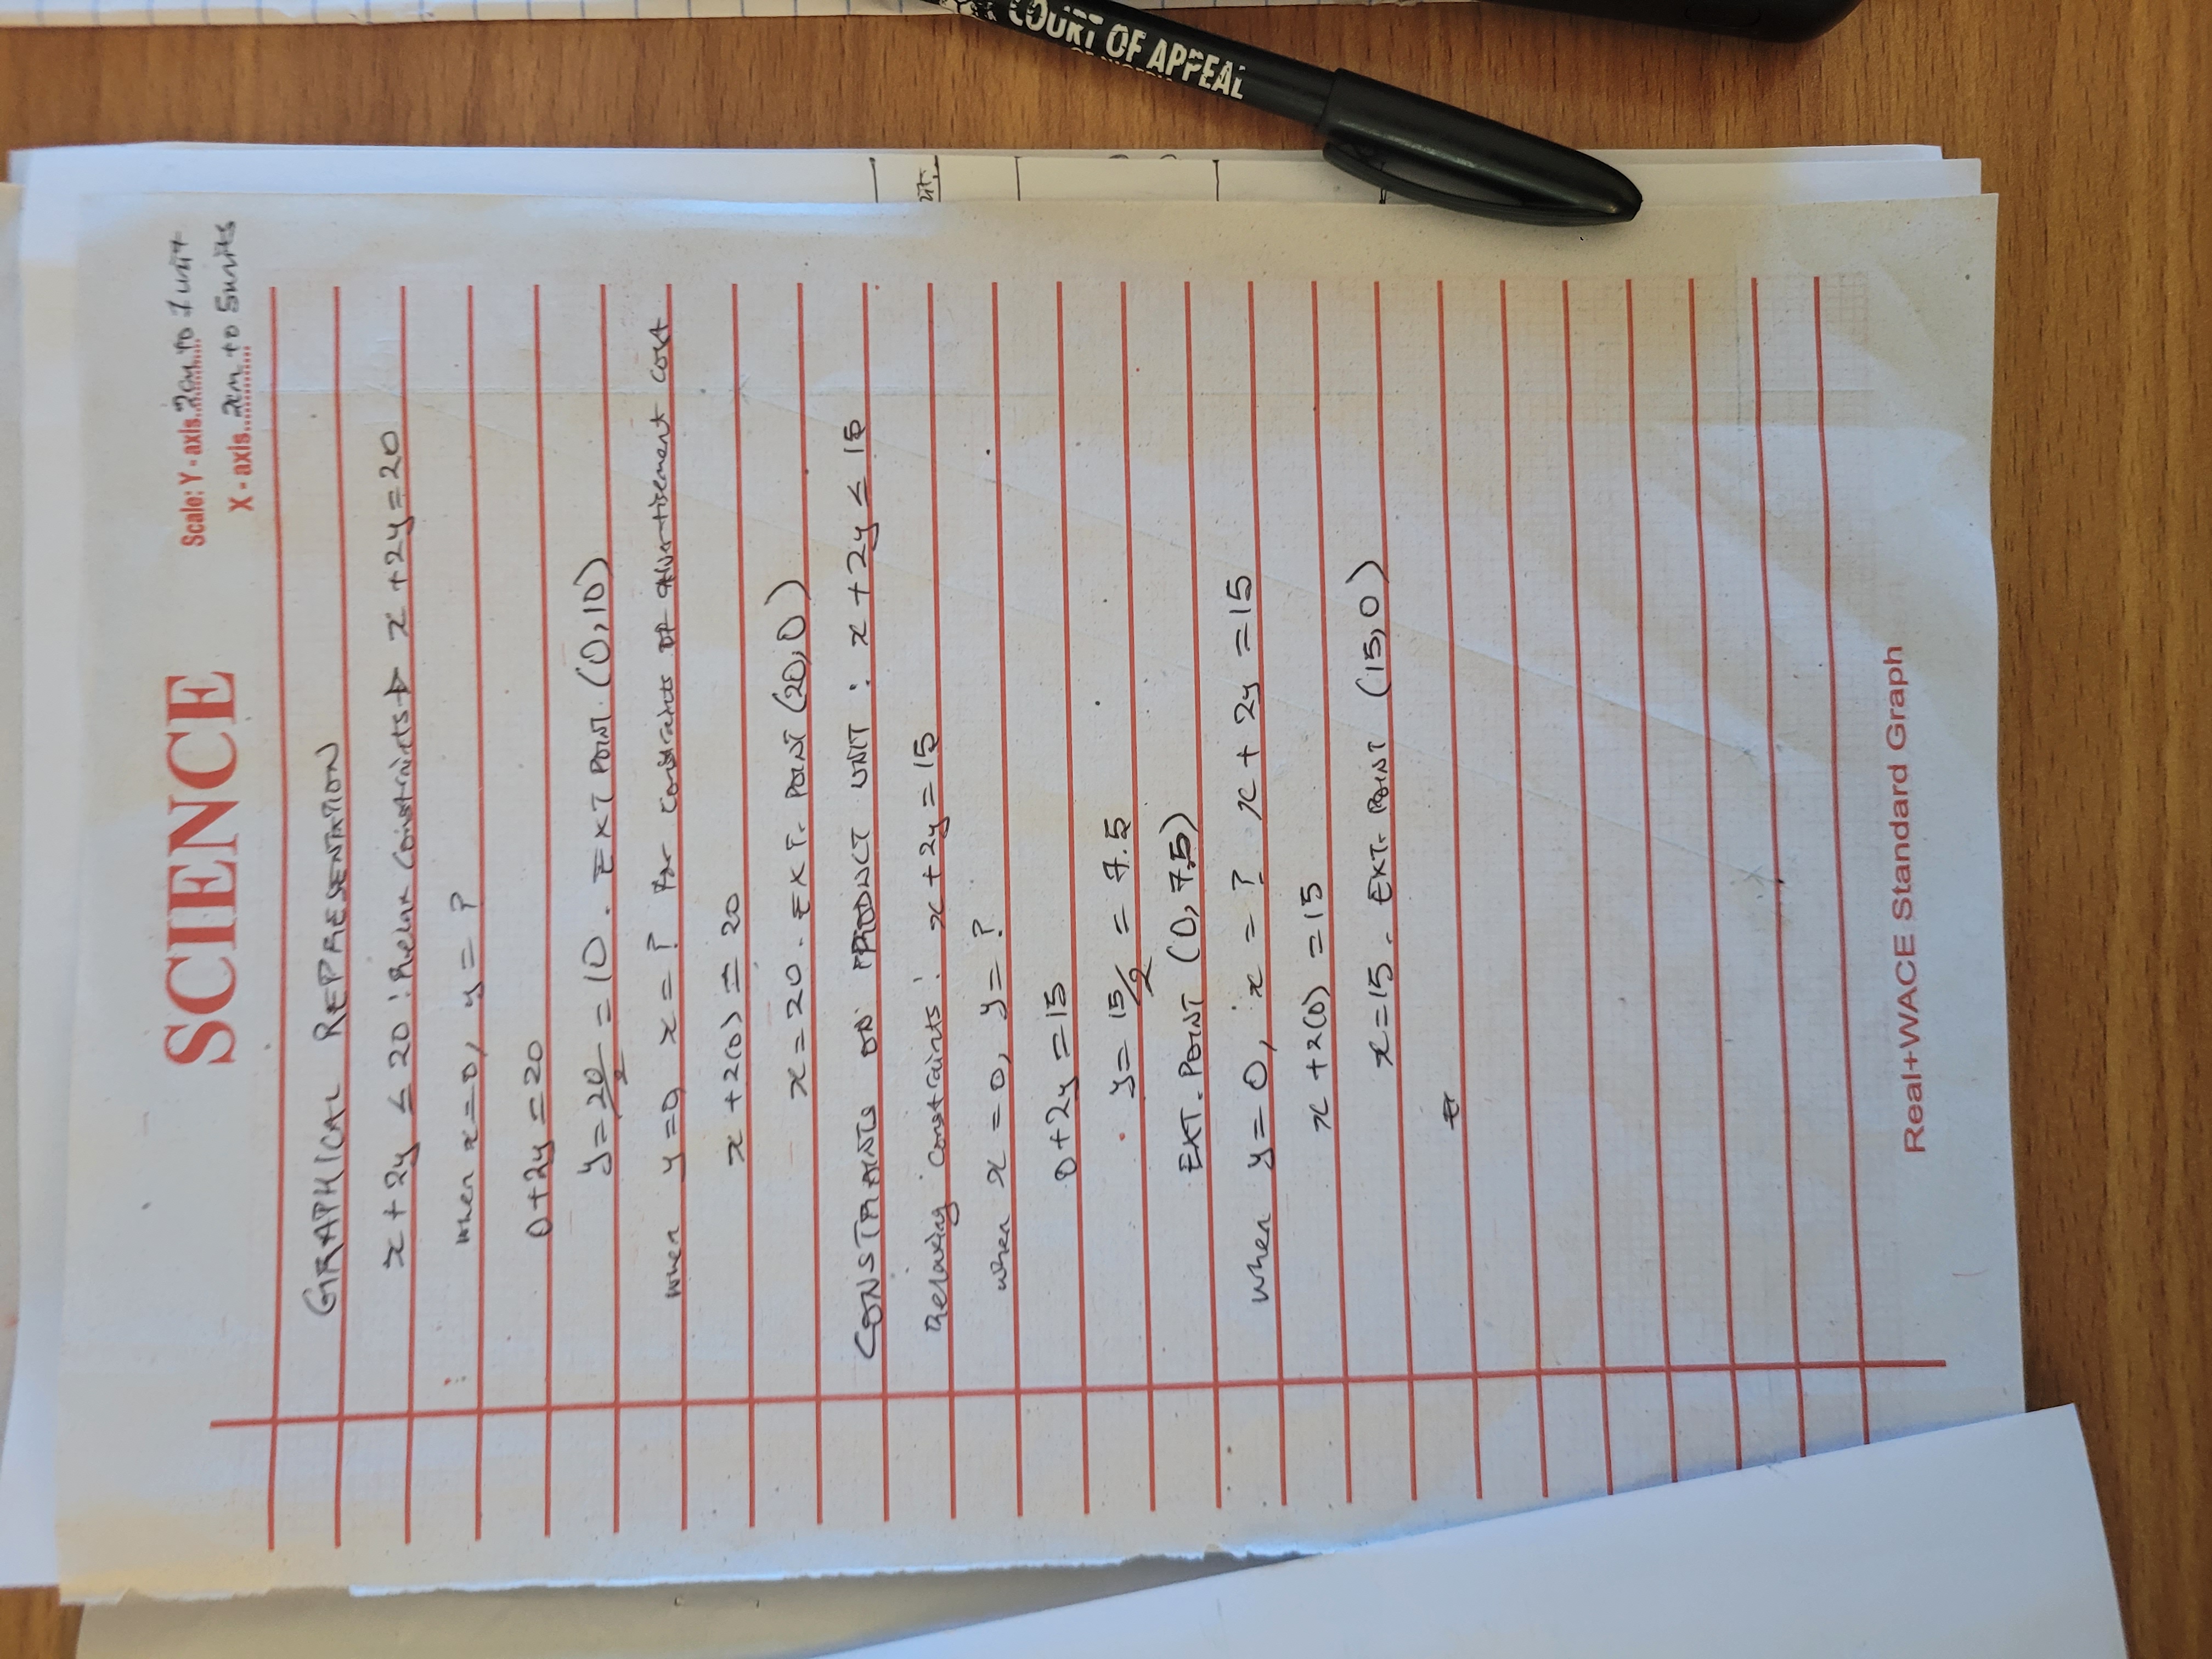 SCIENCE
Scale: Y - axis 2cm to 1 unit
X - axis 2cm to 5units
GRAPHICAL REPRESENTATION
x + 2y ≤ 20 : Relax Constraints → x + 2y = 20
when x = 0, y = ?
0 + 2y = 20
y = 20/2 = 10 . EXT POINT. (0,10)
when y = 0, x = ? For constraints of advertisement cost
x + 2(0) = 20
x = 20 - EXT. POINT (20,0)
CONSTRAINTS ON PRODUCT UNIT : x + 2y ≤ 15
Relaxing constraints : x + 2y = 15
when x = 0, y = ?
0 + 2y = 15
y = 15/2 = 7.5
EXT. POINT (0, 7.5)
when y = 0, x = ? x + 2y = 15
x + 2(0) = 15
x = 15 - EXT. POINT (15,0)
Real+WACE Standard Graph
COURT OF APPEAL